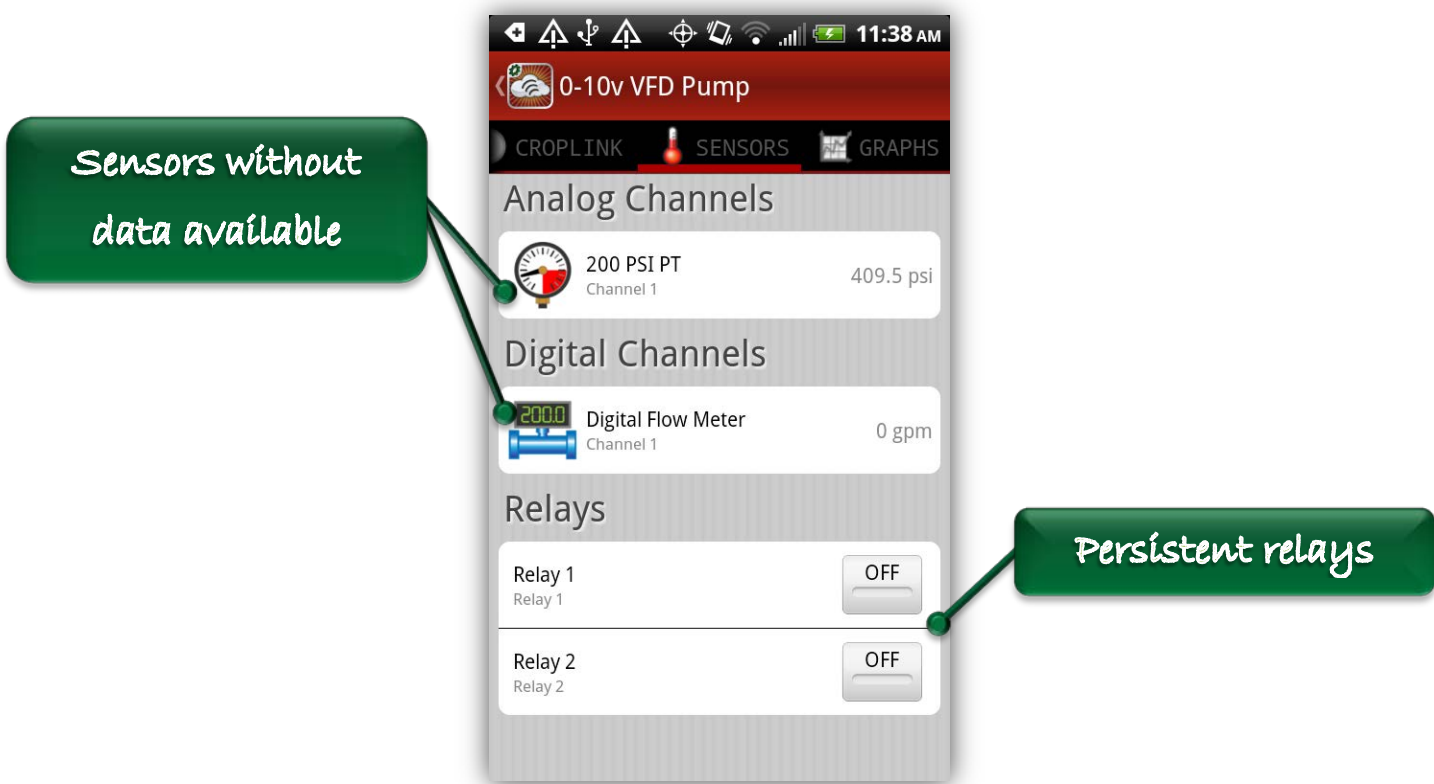 11:38 AM
0-10v VFD Pump
CROPLINK SENSORS GRAPHS
Sensors without
data available
Analog Channels
200 PSI PT
Channel 1
409.5 psi
Digital Channels
200.0
Digital Flow Meter
Channel 1
0 gpm
Relays
Relay 1
Relay 1
OFF
Relay 2
Relay 2
OFF
Persistent relays